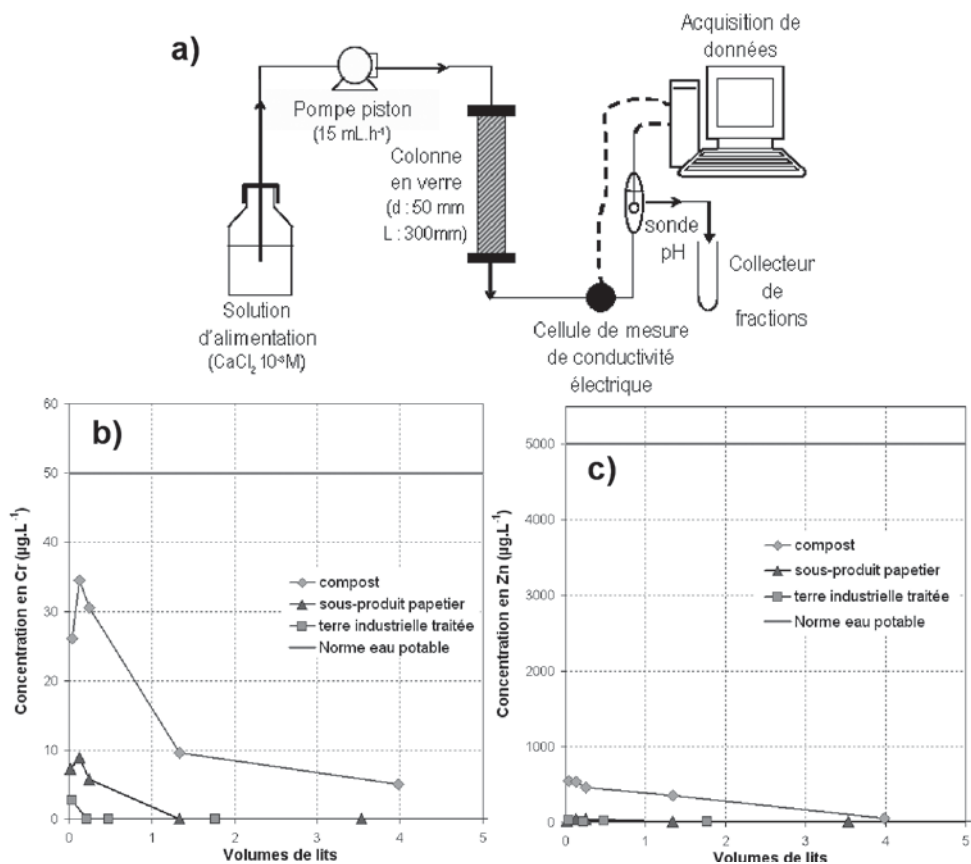 a)
Acquisition de
données
Pompe piston
(15 mL.h⁻¹)
Colonne
en verre
(d : 50 mm
L : 300mm)
sonde
pH
Collecteur
de
fractions
Solution
d'alimentation
(CaCl₂ 10⁻³M)
Cellule de mesure
de conductivité
électrique
b)
Concentration en Cr (µg.L⁻¹)
60
50
40
30
20
10
0
0 1 2 3 4 5
Volumes de lits
compost
sous-produit papetier
terre industrielle traitée
Norme eau potable
c)
Concentration en Zn (µg.L⁻¹)
5000
4000
3000
2000
1000
0
0 1 2 3 4 5
Volumes de lits
compost
sous-produit papetier
terre industrielle traitée
Norme eau potable